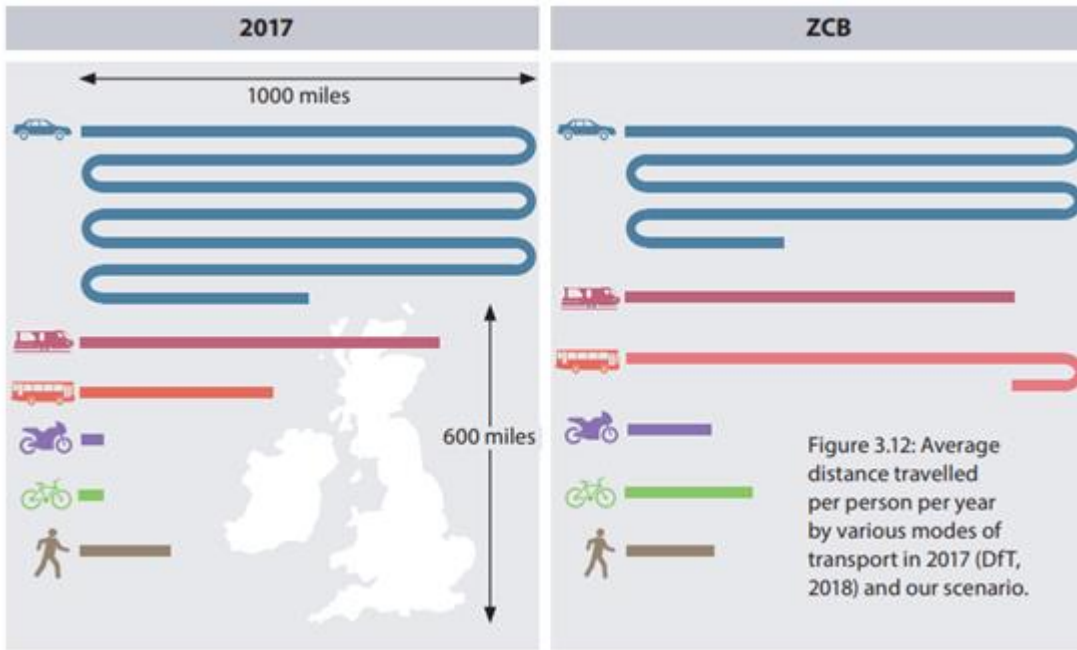 2017
ZCB
1000 miles
600 miles
Figure 3.12: Average
distance travelled
per person per year
by various modes of
transport in 2017 (DfT,
2018) and our scenario.